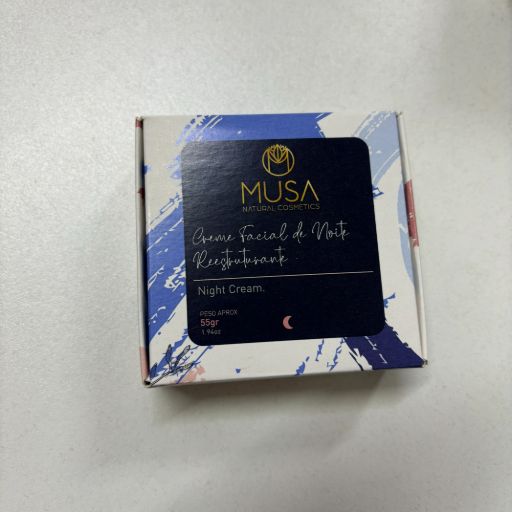 MUSA
NATURAL COSMETICS
Creme Facial de Noite
Reestruturante
Night Cream.
PESO APROX
55gr
1.94oz